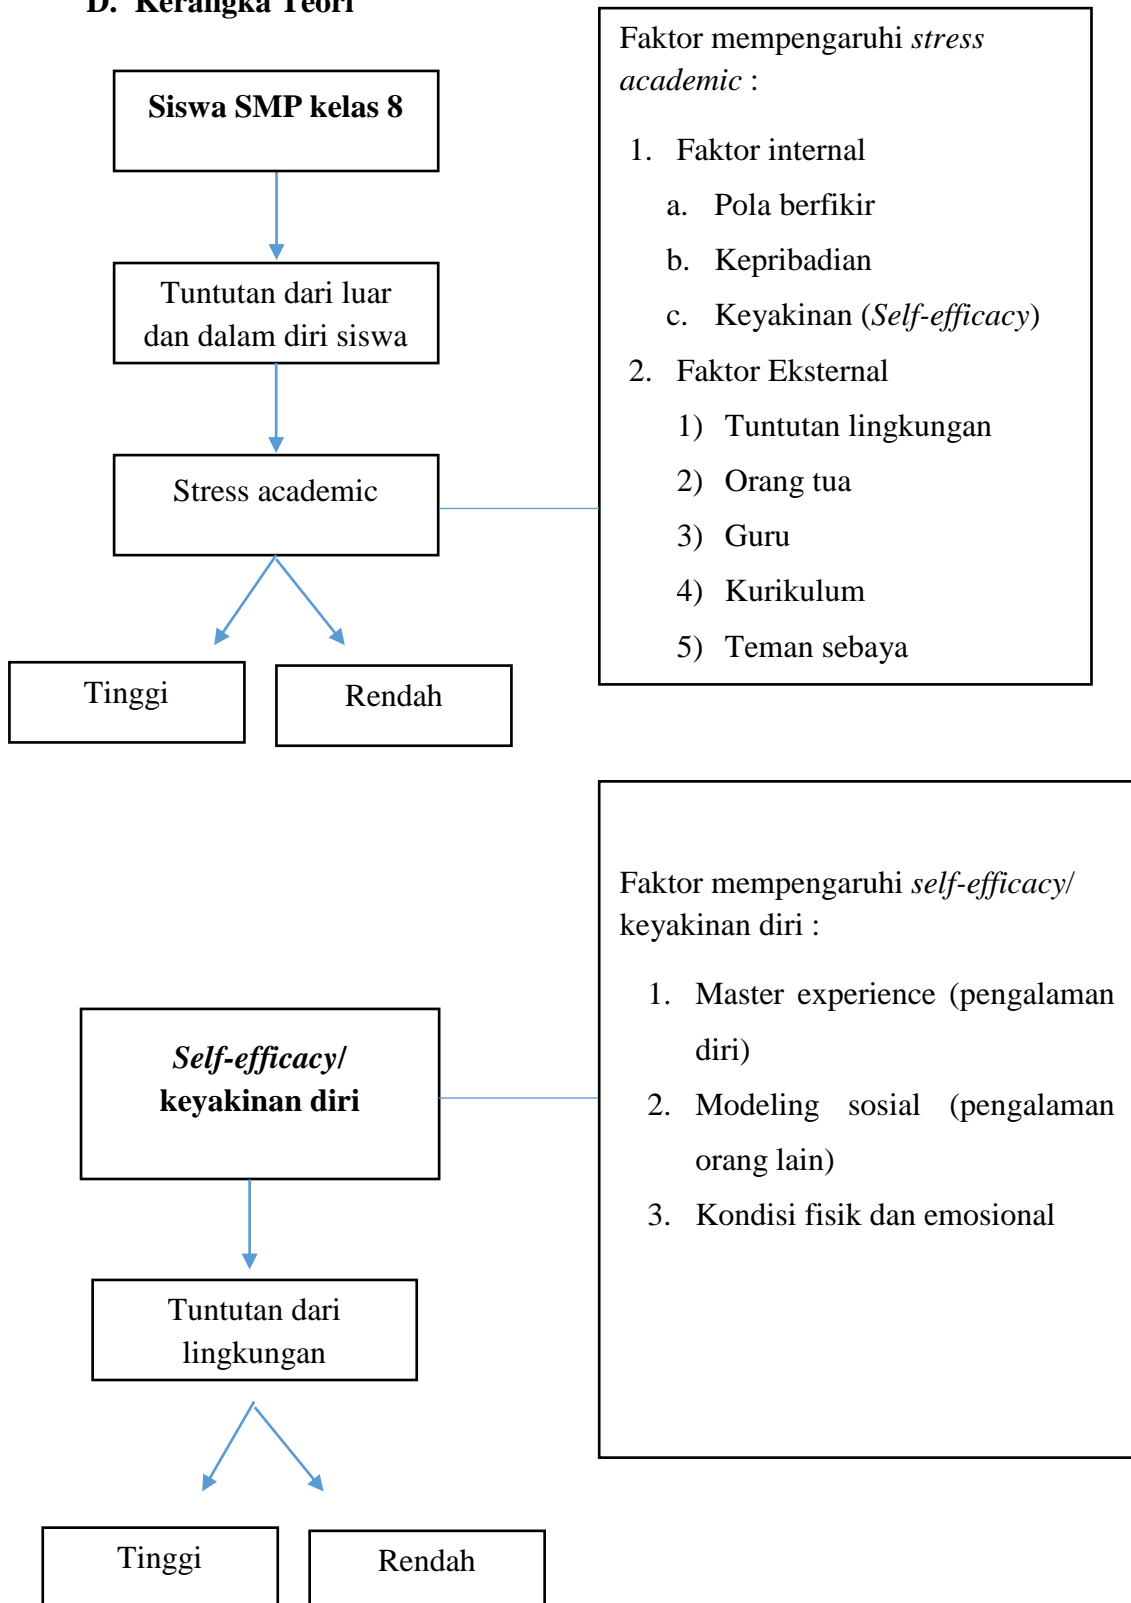 D. Kerangka Teori
Siswa SMP kelas 8
Tuntutan dari luar
dan dalam diri siswa
Stress academic
Tinggi
Rendah
Faktor mempengaruhi stress
academic :
1. Faktor internal
a. Pola berfikir
b. Kepribadian
c. Keyakinan (Self-efficacy)
2. Faktor Eksternal
1) Tuntutan lingkungan
2) Orang tua
3) Guru
4) Kurikulum
5) Teman sebaya
Self-efficacy/
keyakinan diri
Tuntutan dari
lingkungan
Tinggi
Rendah
Faktor mempengaruhi self-efficacy/
keyakinan diri :
1. Master experience (pengalaman
diri)
2. Modeling sosial (pengalaman
orang lain)
3. Kondisi fisik dan emosional